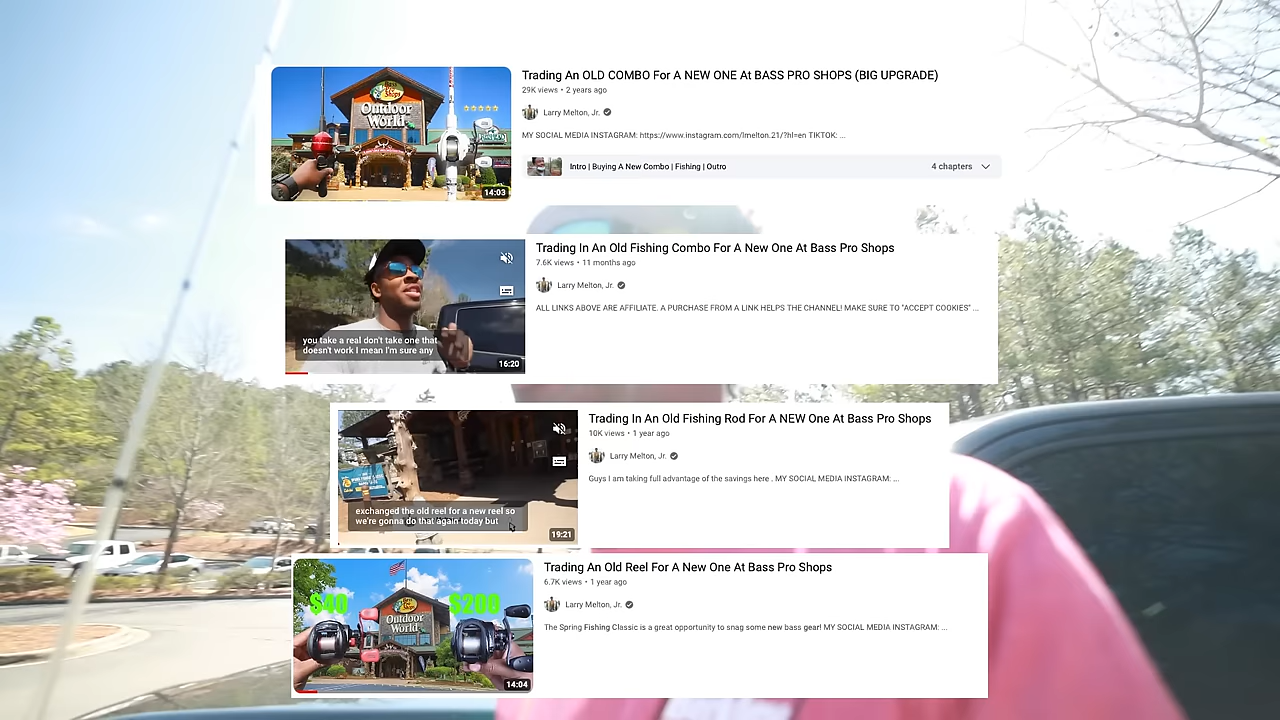 Bass Pro Shops
Outdoor
World
14:03
Trading An OLD COMBO For A NEW ONE At BASS PRO SHOPS (BIG UPGRADE)
29K views • 2 years ago
Larry Melton, Jr.
MY SOCIAL MEDIA INSTAGRAM: https://www.instagram.com/lmelton.21/?hl=en TIKTOK: ...
Intro | Buying A New Combo | Fishing | Outro
4 chapters
you take a real don't take one that
doesn't work I mean I'm sure any
16:20
Trading In An Old Fishing Combo For A New One At Bass Pro Shops
7.6K views • 11 months ago
Larry Melton, Jr.
ALL LINKS ABOVE ARE AFFILIATE. A PURCHASE FROM A LINK HELPS THE CHANNEL! MAKE SURE TO "ACCEPT COOKIES" ...
exchanged the old reel for a new reel so
we're gonna do that again today but
19:21
Trading In An Old Fishing Rod For A NEW One At Bass Pro Shops
10K views • 1 year ago
Larry Melton, Jr.
Guys I am taking full advantage of the savings here . MY SOCIAL MEDIA INSTAGRAM: ...
$40
$200
Bass Pro
Outdoor
World
14:04
Trading An Old Reel For A New One At Bass Pro Shops
6.7K views • 1 year ago
Larry Melton, Jr.
The Spring Fishing Classic is a great opportunity to snag some new bass gear! MY SOCIAL MEDIA INSTAGRAM: ...